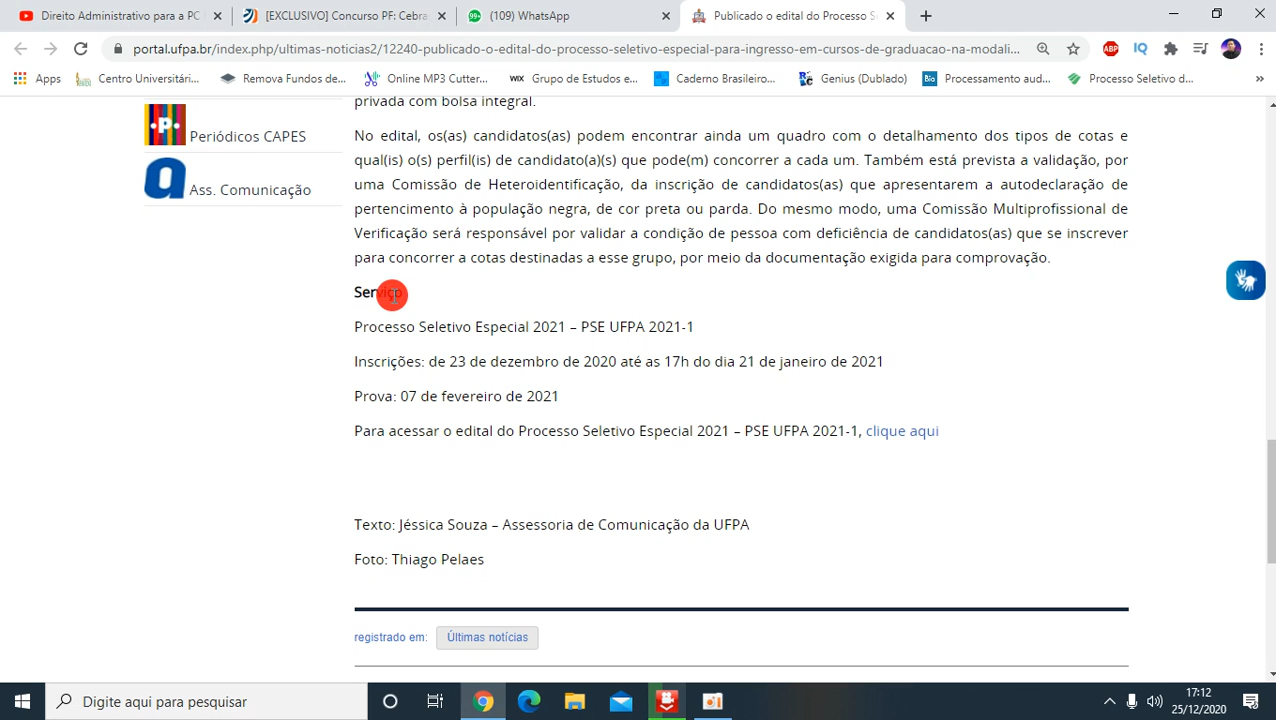 Direito Administrativo para a PC
[EXCLUSIVO] Concurso PF: Cebra
(109) WhatsApp
Publicado o edital do Processo Se
portal.ufpa.br/index.php/ultimas-noticias2/12240-publicado-o-edital-do-processo-seletivo-especial-para-ingresso-em-cursos-de-graduacao-na-modali...
ABP
IQ
Apps
Centro Universitári...
Remova Fundos de...
Online MP3 Cutter...
WIX Grupo de Estudos e...
Caderno Brasileiro...
Genius (Dublado)
Bio Processamento aud...
Processo Seletivo d...
»
privada com bolsa integral.
Periódicos CAPES
Ass. Comunicação
No edital, os(as) candidatos(as) podem encontrar ainda um quadro com o detalhamento dos tipos de cotas e
qual(is) o(s) perfil(is) de candidato(a)(s) que pode(m) concorrer a cada um. Também está prevista a validação, por
uma Comissão de Heteroidentificação, da inscrição de candidatos(as) que apresentarem a autodeclaração de
pertencimento à população negra, de cor preta ou parda. Do mesmo modo, uma Comissão Multiprofissional de
Verificação será responsável por validar a condição de pessoa com deficiência de candidatos(as) que se inscrever
para concorrer a cotas destinadas a esse grupo, por meio da documentação exigida para comprovação.
Serviço
Processo Seletivo Especial 2021 – PSE UFPA 2021-1
Inscrições: de 23 de dezembro de 2020 até as 17h do dia 21 de janeiro de 2021
Prova: 07 de fevereiro de 2021
Para acessar o edital do Processo Seletivo Especial 2021 – PSE UFPA 2021-1, clique aqui
Texto: Jéssica Souza – Assessoria de Comunicação da UFPA
Foto: Thiago Pelaes
registrado em: Últimas notícias
Digite aqui para pesquisar
17:12
25/12/2020